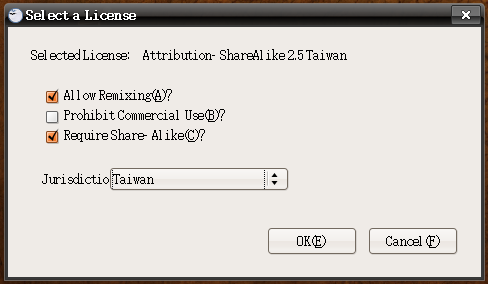 Select a License
Selected License: Attribution- ShareAlike 2.5 Taiwan
Allow Remixing(A)?
Prohibit Commercial Use(B)?
Require Share- Alike(C)?
Jurisdictio Taiwan
OK(E) Cancel (F)